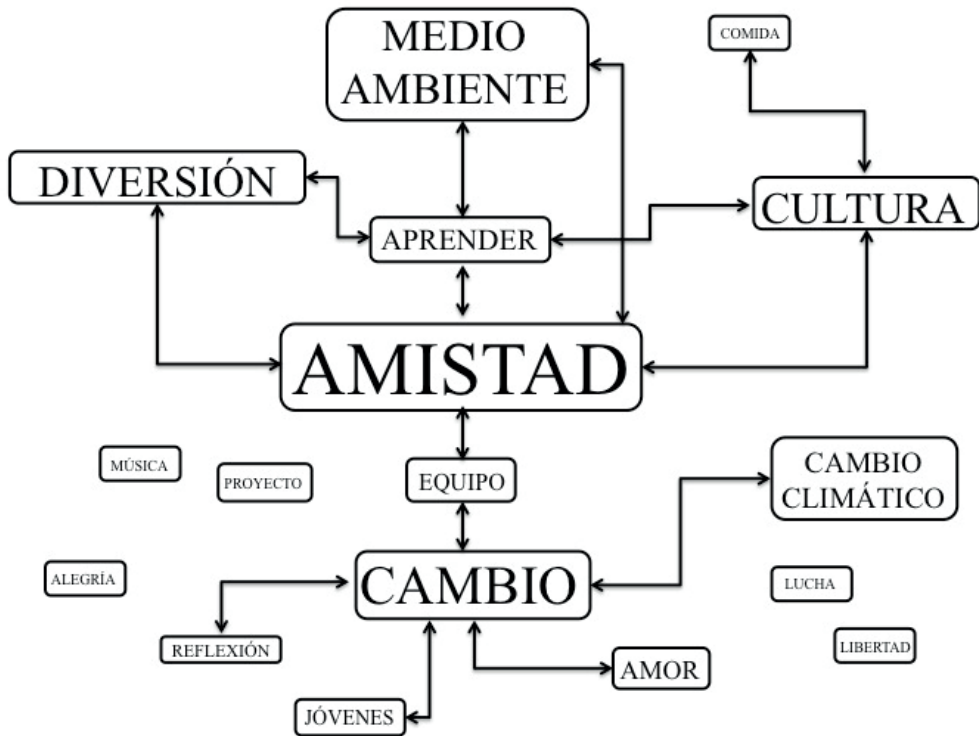 MEDIO
AMBIENTE
COMIDA
DIVERSIÓN
CULTURA
APRENDER
AMISTAD
MÚSICA
PROYECTO
EQUIPO
CAMBIO
CLIMÁTICO
ALEGRÍA
CAMBIO
LUCHA
REFLEXIÓN
LIBERTAD
AMOR
JÓVENES